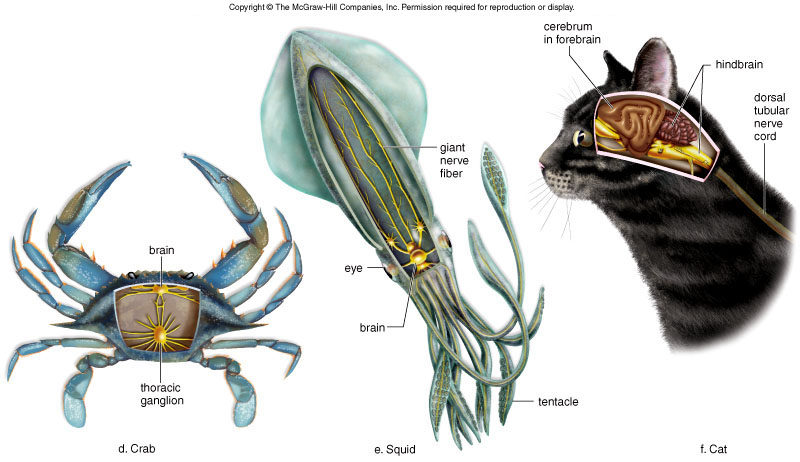 Copyright © The McGraw-Hill Companies, Inc. Permission required for reproduction or display.
cerebrum
in forebrain
hindbrain
dorsal
tubular
nerve
cord
giant
nerve
fiber
brain
eye
brain
thoracic
ganglion
tentacle
d. Crab
e. Squid
f. Cat